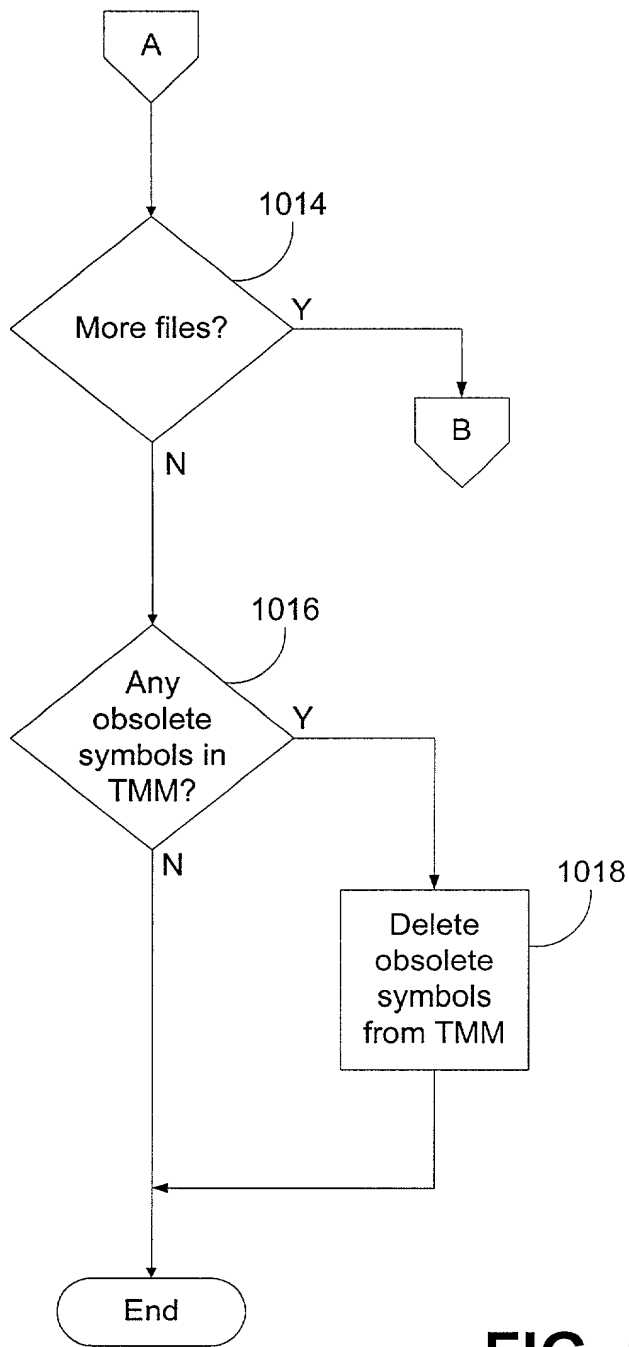 A
1014
More files?
Y
B
N
1016
Any
obsolete
symbols in
TMM?
Y
N
1018
Delete
obsolete
symbols
from TMM
End
FIG.